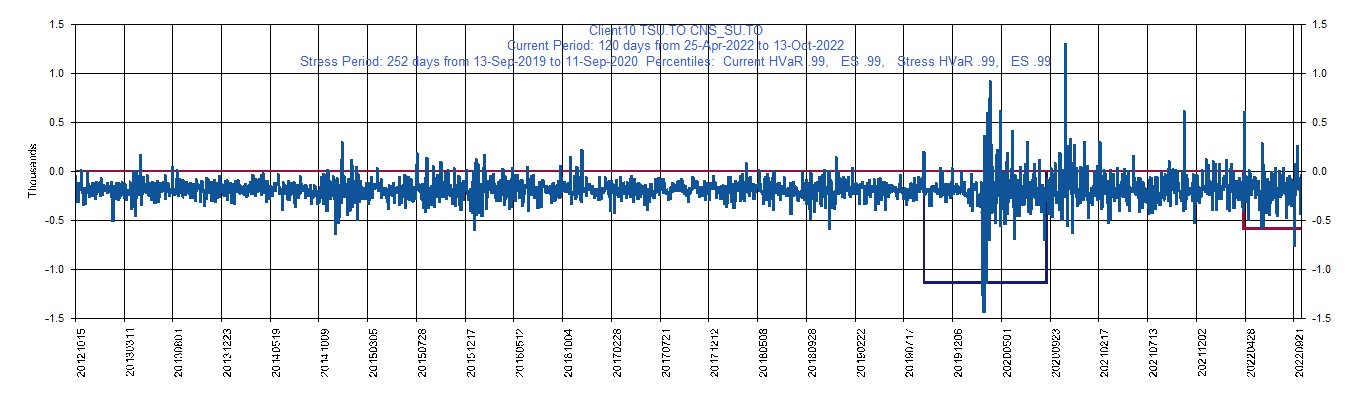 Client10 TSU.TO CNS_SU.TO
Current Period: 120 days from 25-Apr-2022 to 13-Oct-2022
Stress Period: 252 days from 13-Sep-2019 to 11-Sep-2020 Percentiles: Current HVaR .99, ES .99, Stress HVaR .99, ES .99
1.5 1.5
1.0 1.0
0.5 0.5
0.0 0.0
-0.5 -0.5
-1.0 -1.0
-1.5 -1.5
Thousands
20121015 20130311 20130801 20131223 20140519 20141009 20150305 20150728 20151217 20160512 20161004 20170228 20170721 20171212 20180508 20180928 20190222 20190717 20191206 20200501 20200923 20210217 20210713 20211202 20220428 20220921